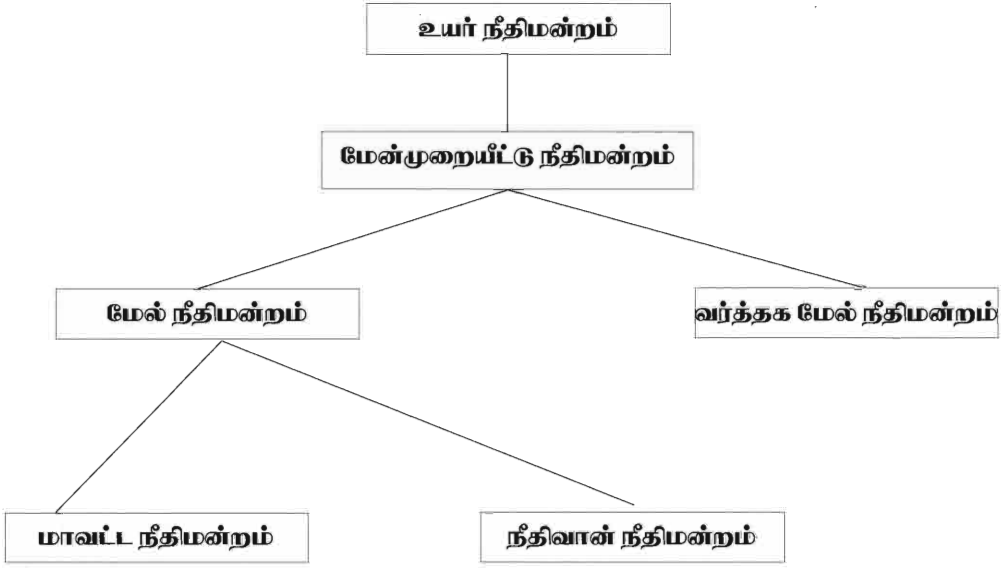 உயர் நீதிமன்றம்
மேன்முறையீட்டு நீதிமன்றம்
மேல் நீதிமன்றம்
வர்த்தக மேல் நீதிமன்றம்
மாவட்ட நீதிமன்றம்
நீதிவான் நீதிமன்றம்